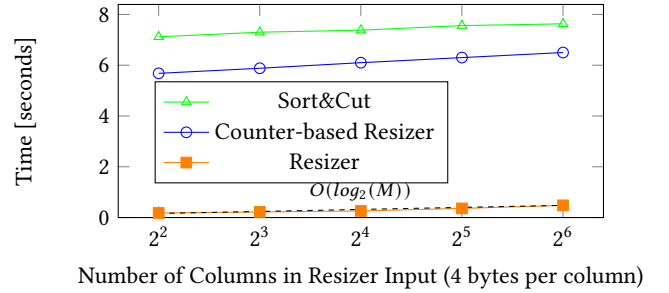 8
6
4
2
0
Time [seconds]
Sort&Cut
Counter-based Resizer
Resizer
O(log₂(M))
2² 2³ 2⁴ 2⁵ 2⁶
Number of Columns in Resizer Input (4 bytes per column)